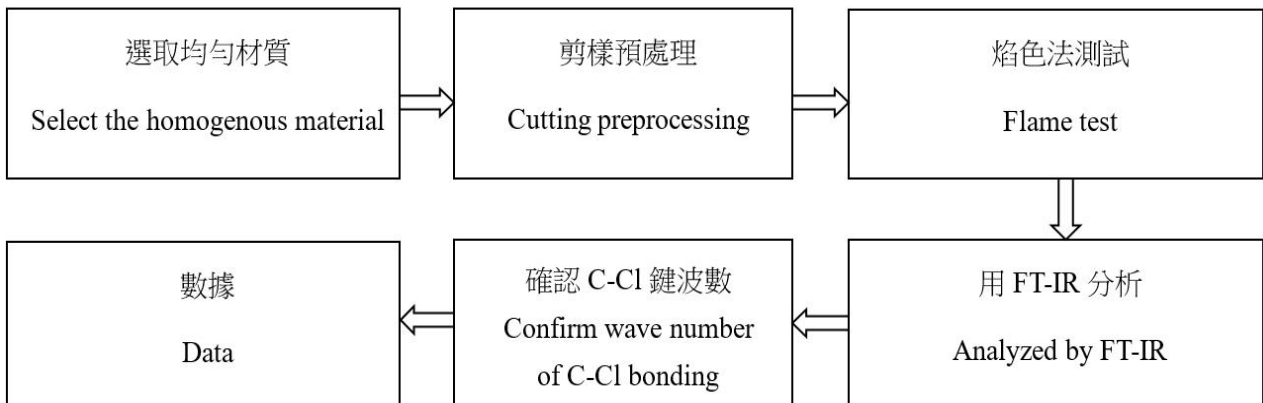 選取均勻材質
Select the homogenous material
剪樣預處理
Cutting preprocessing
焰色法測試
Flame test
用 FT-IR 分析
Analyzed by FT-IR
確認 C-Cl 鍵波數
Confirm wave number
of C-Cl bonding
數據
Data